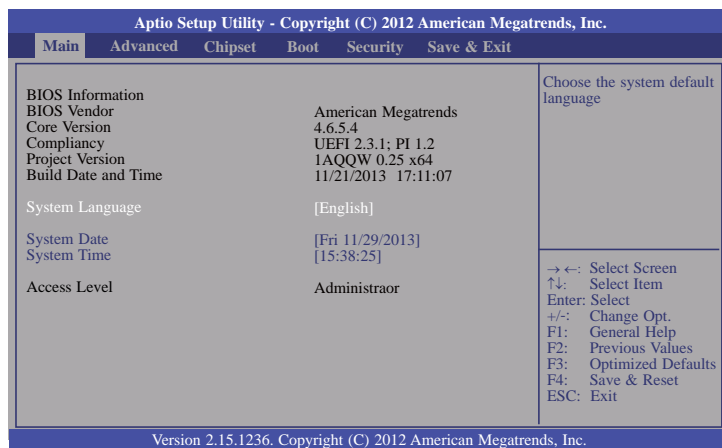 Aptio Setup Utility - Copyright (C) 2012 American Megatrends, Inc.
Main Advanced Chipset Boot Security Save & Exit
BIOS Information
BIOS Vendor American Megatrends
Core Version 4.6.5.4
Compliancy UEFI 2.3.1; PI 1.2
Project Version 1AQQW 0.25 x64
Build Date and Time 11/21/2013 17:11:07
System Language [English]
System Date [Fri 11/29/2013]
System Time [15:38:25]
Access Level Administraor
Choose the system default
language
→ ←: Select Screen
↑↓: Select Item
Enter: Select
+/-: Change Opt.
F1: General Help
F2: Previous Values
F3: Optimized Defaults
F4: Save & Reset
ESC: Exit
Version 2.15.1236. Copyright (C) 2012 American Megatrends, Inc.